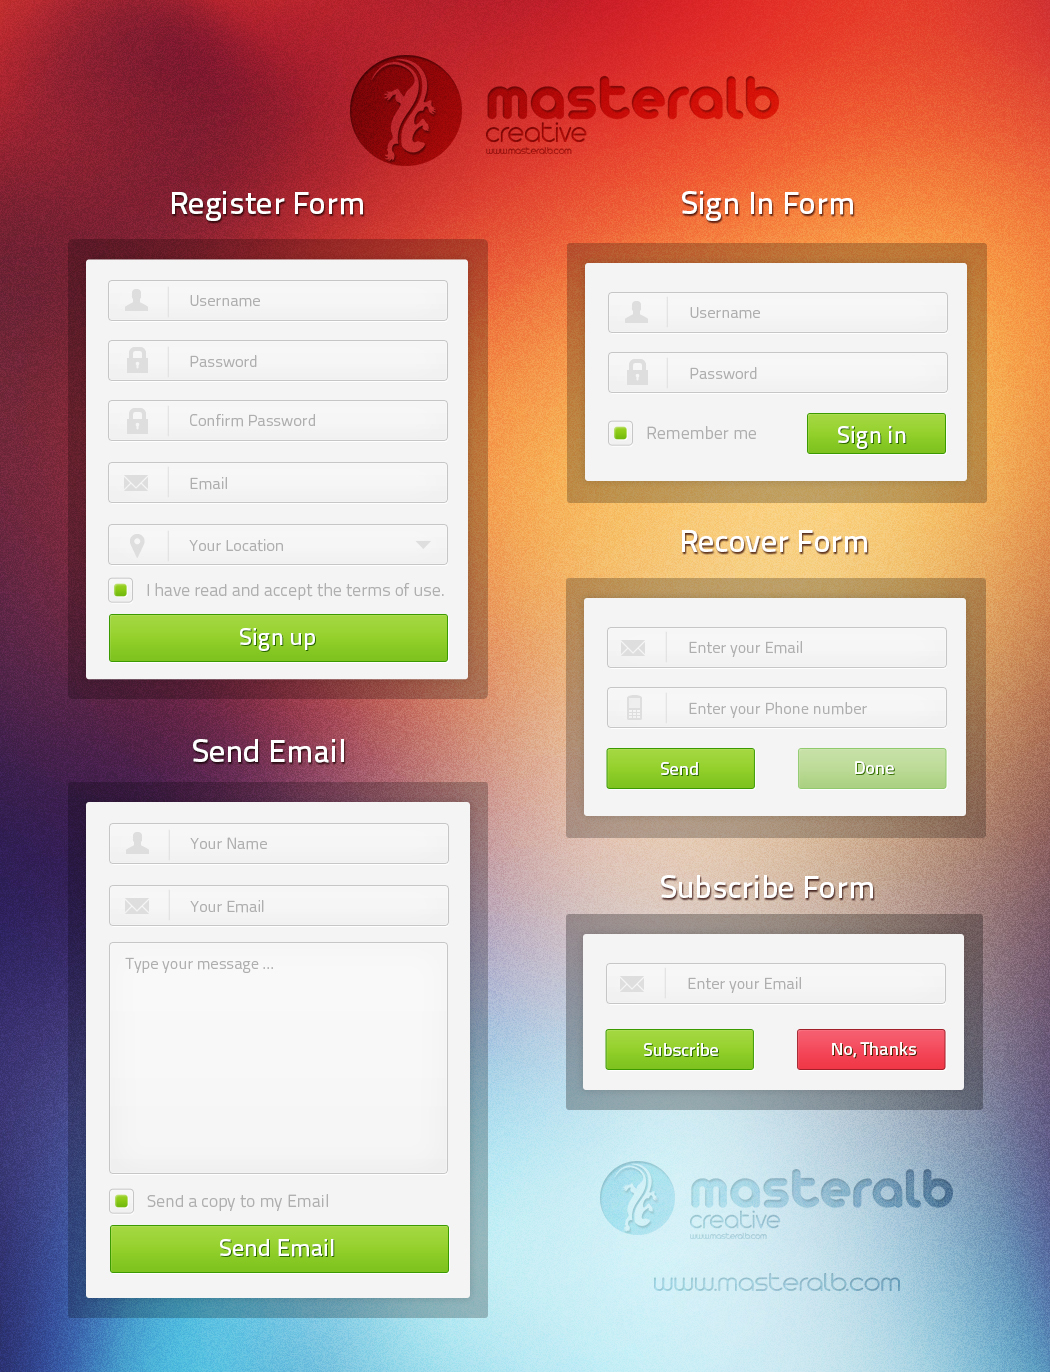 masteralb
creative
www.masteralb.com
Register Form
Username
Password
Confirm Password
Email
Your Location
I have read and accept the terms of use.
Sign up
Sign In Form
Username
Password
Remember me
Sign in
Recover Form
Enter your Email
Enter your Phone number
Send
Done
Send Email
Your Name
Your Email
Type your message ...
Send a copy to my Email
Send Email
Subscribe Form
Enter your Email
Subscribe
No, Thanks
masteralb
creative
www.masteralb.com
www.masteralb.com